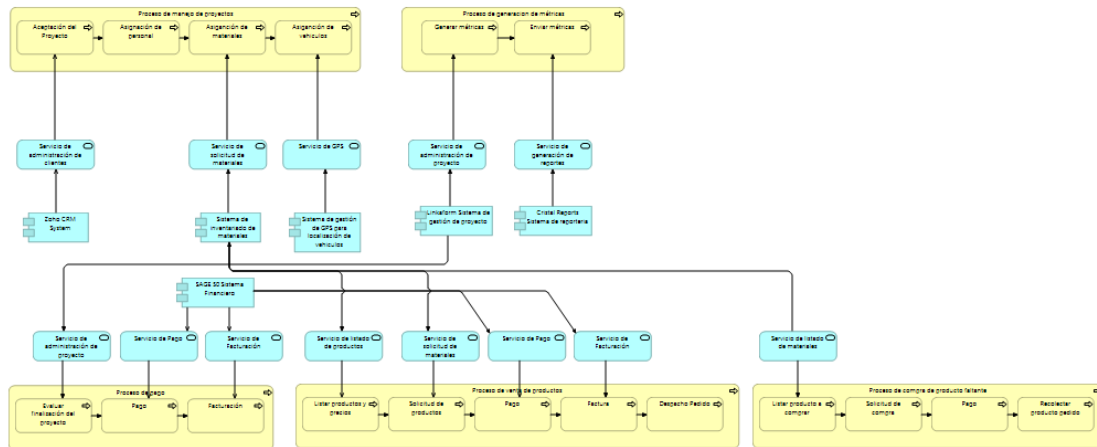 Proceso de manejo de proyectos
Aceptación del
Proyecto
Asignación de
personal
Asigención de
materiales
Asigención de
vehículos
Proceso de generacion de métricas
Generar métricas
Enviar métricas
Servicio de
administración de
clientes
Servicio de
solicitud de
materiales
Servicio de GPS
Servicio de
administración de
proyecto
Servicio de
generación de
reportes
Zoho CRM
System
Sistema de
inventariado de
materiales
Sistema de gestión
de GPS para
localización de
vehículos
Linkaform Sistema de
gestión de proyecto
Cristal Reports
Sistema de reportería
SAGE 50 Sistema
Financiero
Servicio de
administración de
proyecto
Servicio de Pago
Servicio de
Facturación
Servicio de listado
de productos
Servicio de
solicitud de
materiales
Servicio de Pago
Servicio de
Facturación
Servicio de listado
de materiales
Proceso de pago
Evaluar
finalización del
proyecto
Pago
Facturación
Proceso de venta de productos
Listar productos y
precios
Solicitud de
productos
Pago
Factura
Despacho Pedido
Proceso de compra de producto faltante
Listar producto a
comprar
Solicitud de
compra
Pago
Recolectar
producto pedido